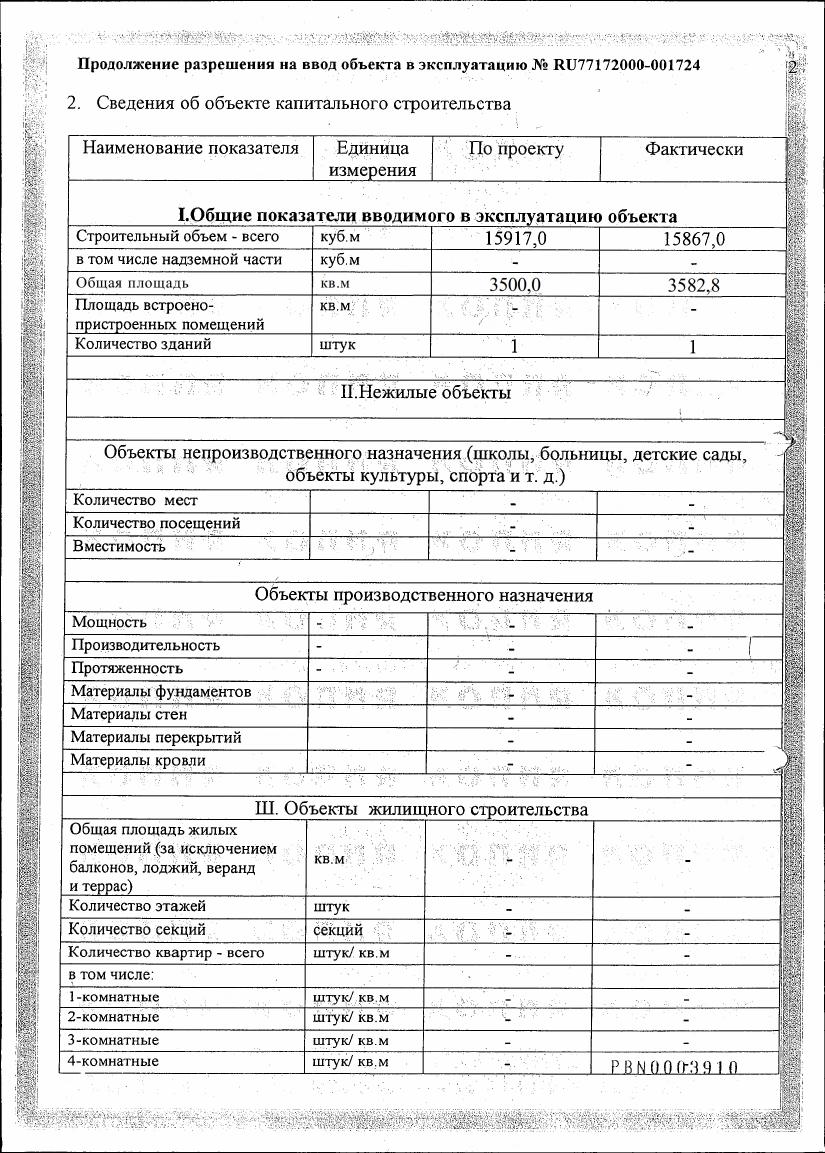 Продолжение разрешения на ввод объекта в эксплуатацию № RU77172000-001724
2
2. Сведения об объекте капитального строительства
Наименование показателя Единица измерения По проекту Фактически
I.Общие показатели вводимого в эксплуатацию объекта
Строительный объем - всего куб.м 15917,0 15867,0
в том числе надземной части куб.м - -
Общая площадь кв.м 3500,0 3582,8
Площадь встроено- кв.м - -
пристроенных помещений
Количество зданий штук 1 1
II.Нежилые объекты
Объекты непроизводственного назначения (школы, больницы, детские сады,
объекты культуры, спорта и т. д.)
Количество мест - -
Количество посещений - -
Вместимость - -
Объекты производственного назначения
Мощность - - -
Производительность - - -
Протяженность - - -
Материалы фундаментов - -
Материалы стен - -
Материалы перекрытий - -
Материалы кровли - -
III. Объекты жилищного строительства
Общая площадь жилых
помещений (за исключением
балконов, лоджий, веранд
и террас) кв.м - -
Количество этажей штук - -
Количество секций секций - -
Количество квартир - всего штук/ кв.м - -
в том числе:
1-комнатные штук/ кв.м - -
2-комнатные штук/ кв.м - -
3-комнатные штук/ кв.м - -
4-комнатные штук/ кв.м -
PBN0003910